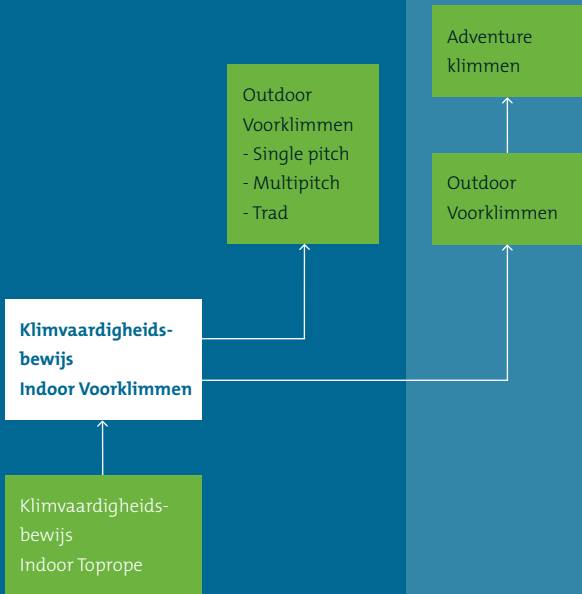 Adventure
klimmen
Outdoor
Voorklimmen
- Single pitch
- Multipitch
- Trad
Outdoor
Voorklimmen
Klimvaardigheids-
bewijs
Indoor Voorklimmen
Klimvaardigheids-
bewijs
Indoor Toprope